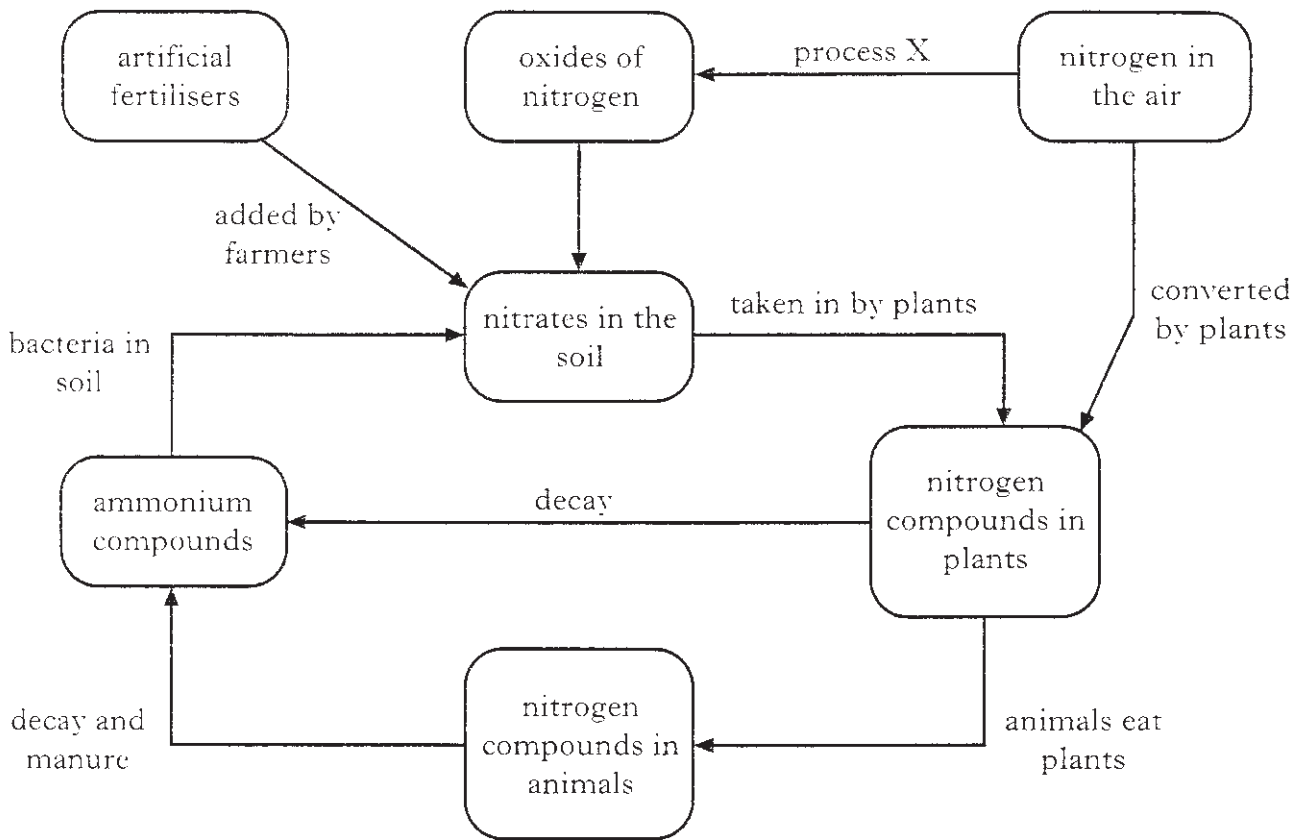 artificial
fertilisers
oxides of
nitrogen
process X
nitrogen in
the air
added by
farmers
nitrates in the
soil
taken in by plants
converted
by plants
bacteria in
soil
ammonium
compounds
decay
nitrogen
compounds in
plants
decay and
manure
nitrogen
compounds in
animals
animals eat
plants